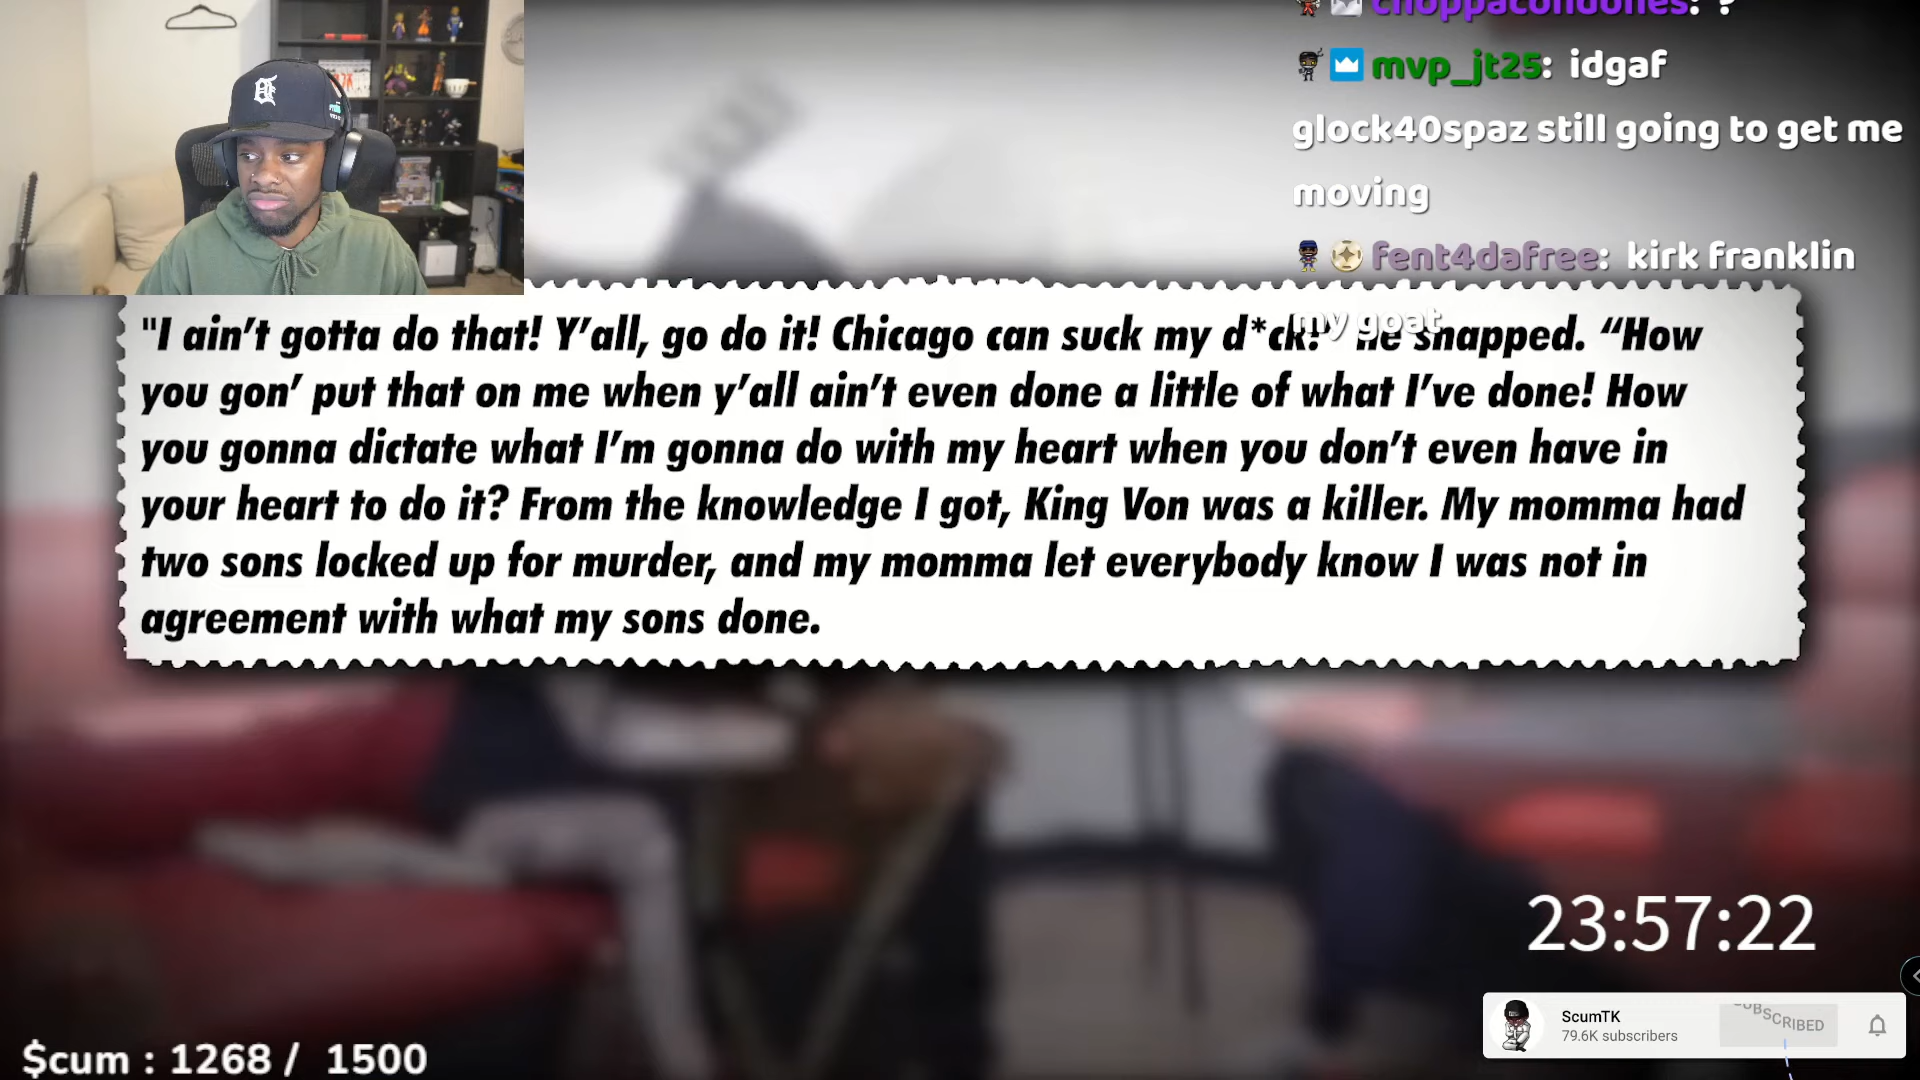 choppacondones: ?
mvp_jt25: idgaf
glock40spaz still going to get me
moving
fent4dafree: kirk franklin
my goat
"I ain't gotta do that! Y'all, go do it! Chicago can suck my d*ck!" he snapped. “How
you gon’ put that on me when y’all ain’t even done a little of what I’ve done! How
you gonna dictate what I’m gonna do with my heart when you don’t even have in
your heart to do it? From the knowledge I got, King Von was a killer. My momma had
two sons locked up for murder, and my momma let everybody know I was not in
agreement with what my sons done.
23:57:22
ScumTK
79.6K subscribers
SUBSCRIBED
$cum : 1268 / 1500